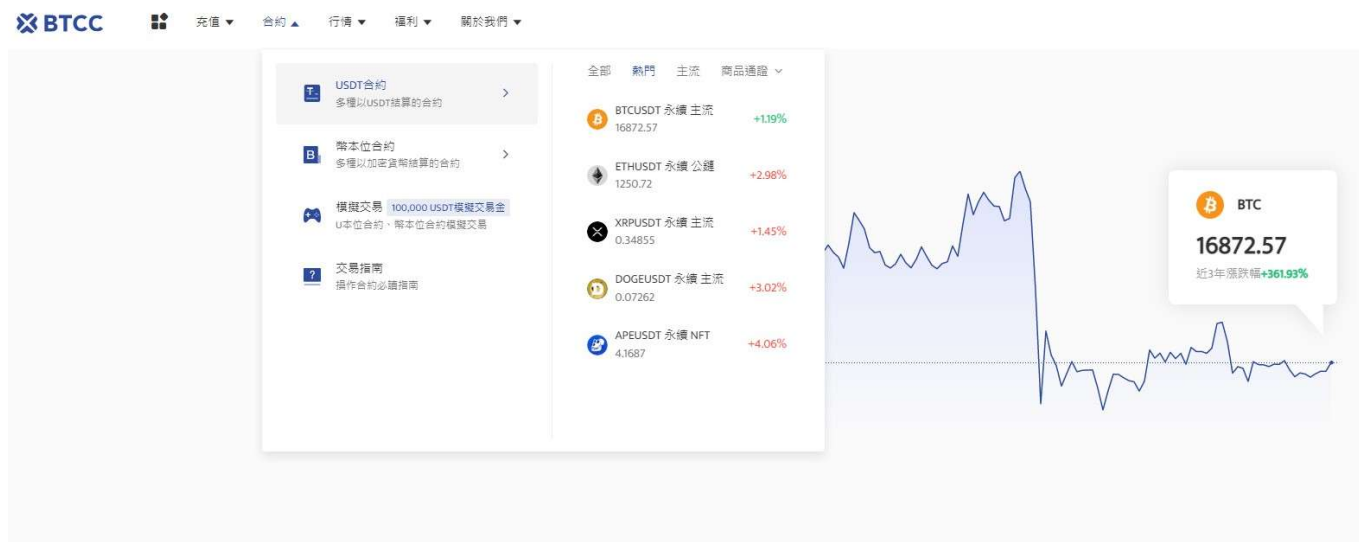 BTCC
充值 ▼ 合約 ▲ 行情 ▼ 福利 ▼ 關於我們 ▼
USDT合約
多種以USDT結算的合約
幣本位合約
多種以加密貨幣結算的合約
模擬交易 100,000 USDT模擬交易金
U本位合約、幣本位合約模擬交易
交易指南
操作合約必讀指南
全部 熱門 主流 商品通證
BTCUSDT 永續 主流
16872.57
+1.19%
ETHUSDT 永續 公鏈
1250.72
+2.98%
XRPUSDT 永續 主流
0.34855
+1.45%
DOGEUSDT 永續 主流
0.07262
+3.02%
APEUSDT 永續 NFT
4.1687
+4.06%
BTC
16872.57
近3年漲跌幅+361.93%